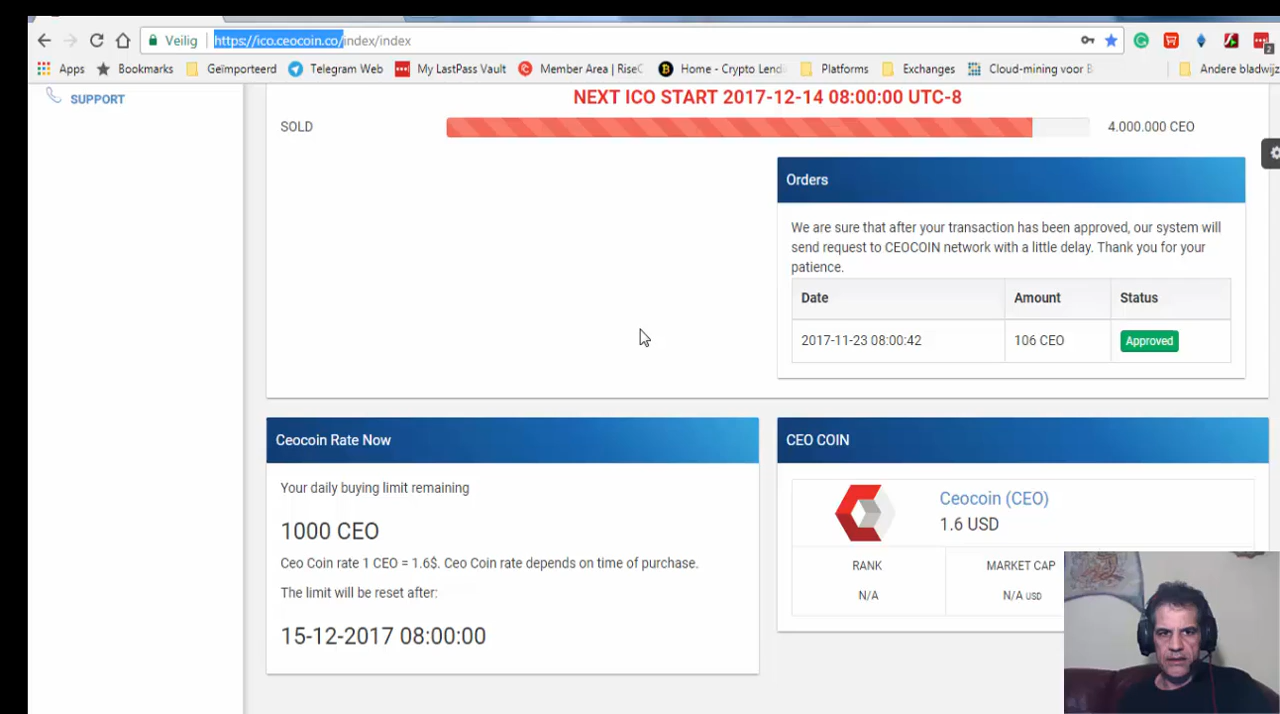 Veilig
https://ico.ceocoin.co/index/index
Apps
Bookmarks
Geïmporteerd
Telegram Web
My LastPass Vault
Member Area | RiseC
Home - Crypto Lendi
Platforms
Exchanges
Cloud-mining voor B
Andere bladwijz
SUPPORT
NEXT ICO START 2017-12-14 08:00:00 UTC-8
SOLD
4.000.000 CEO
Orders
We are sure that after your transaction has been approved, our system will
send request to CEOCOIN network with a little delay. Thank you for your
patience.
Date Amount Status
2017-11-23 08:00:42 106 CEO Approved
Ceocoin Rate Now
Your daily buying limit remaining
1000 CEO
Ceo Coin rate 1 CEO = 1.6$. Ceo Coin rate depends on time of purchase.
The limit will be reset after:
15-12-2017 08:00:00
CEO COIN
Ceocoin (CEO)
1.6 USD
RANK MARKET CAP
N/A N/A USD